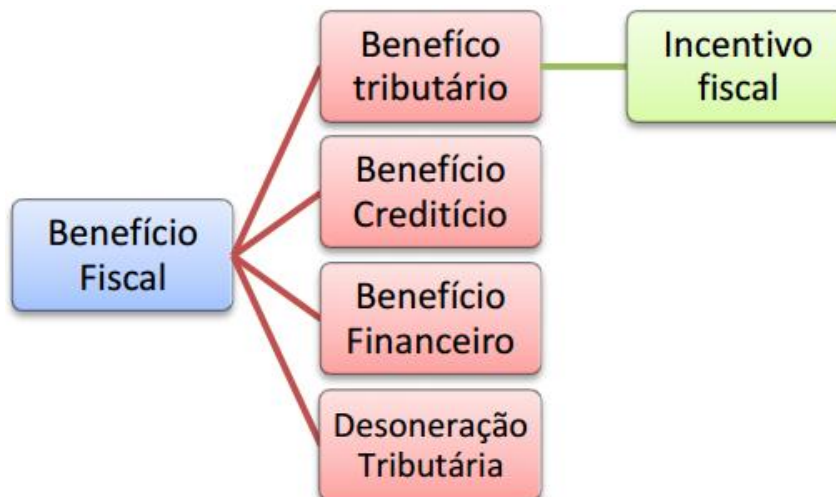 Benefíco
tributário
Incentivo
fiscal
Benefício
Creditício
Benefício
Fiscal
Benefício
Financeiro
Desoneração
Tributária